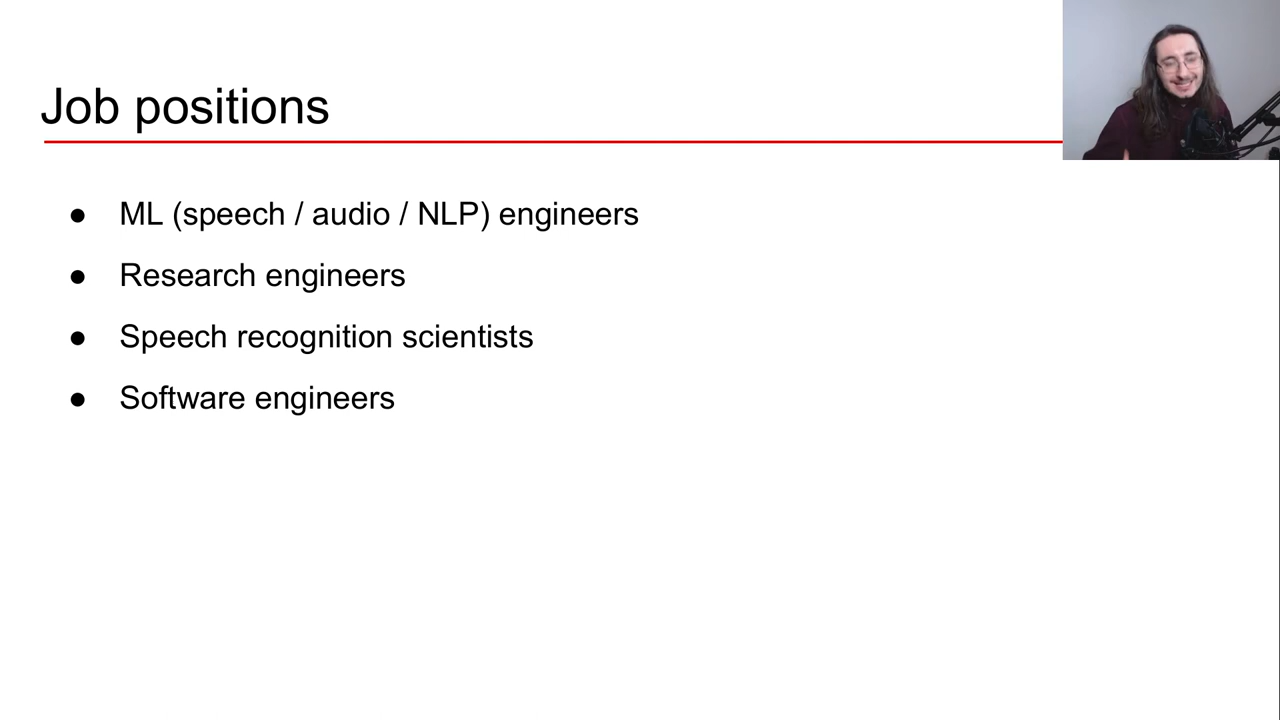 Job positions
● ML (speech / audio / NLP) engineers
● Research engineers
● Speech recognition scientists
● Software engineers